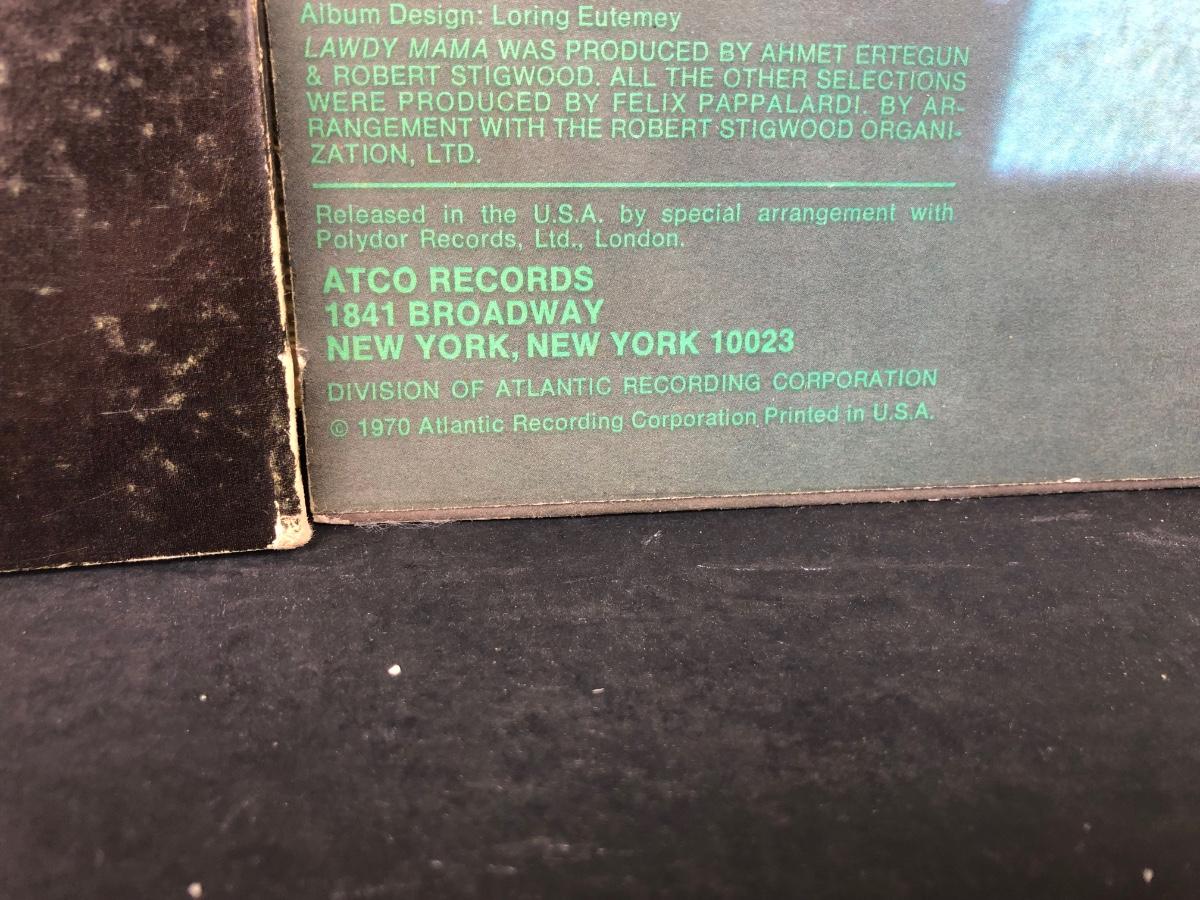 Album Design: Loring Eutemey
LAWDY MAMA WAS PRODUCED BY AHMET ERTEGUN
& ROBERT STIGWOOD. ALL THE OTHER SELECTIONS
WERE PRODUCED BY FELIX PAPPALARDI. BY AR-
RANGEMENT WITH THE ROBERT STIGWOOD ORGANI-
ZATION, LTD.
Released in the U.S.A. by special arrangement with
Polydor Records, Ltd., London.
ATCO RECORDS
1841 BROADWAY
NEW YORK, NEW YORK 10023
DIVISION OF ATLANTIC RECORDING CORPORATION
© 1970 Atlantic Recording Corporation Printed in U.S.A.